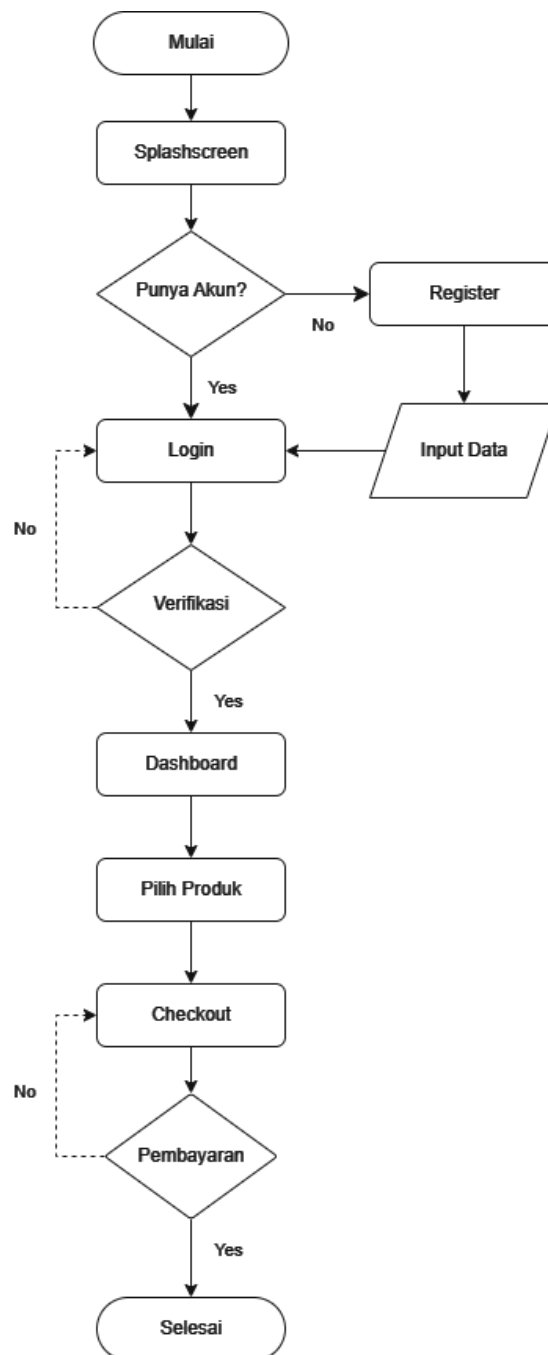 Mulai
Splashscreen
Punya Akun?
No
Register
Yes
Login
Input Data
No
Verifikasi
Yes
Dashboard
Pilih Produk
Checkout
No
Pembayaran
Yes
Selesai